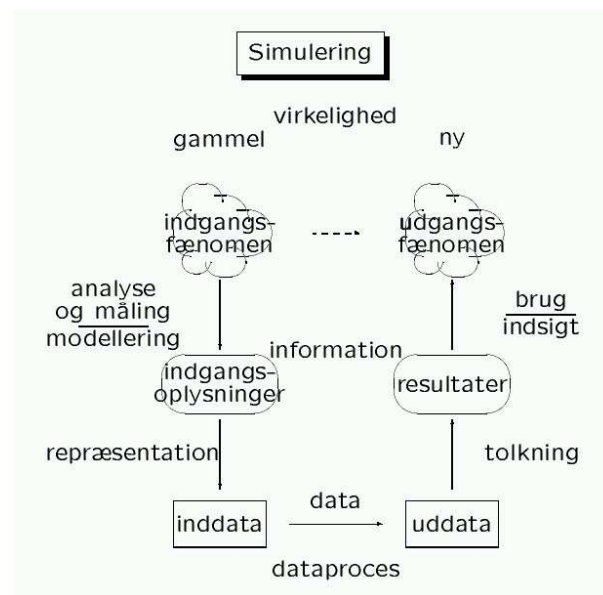 Simulering
virkelighed
gammel
ny
indgangs-
fænomen
udgangs-
fænomen
analyse
og måling
modellering
brug
indsigt
information
indgangs-
oplysninger
resultater
repræsentation
tolkning
data
inddata
uddata
dataproces